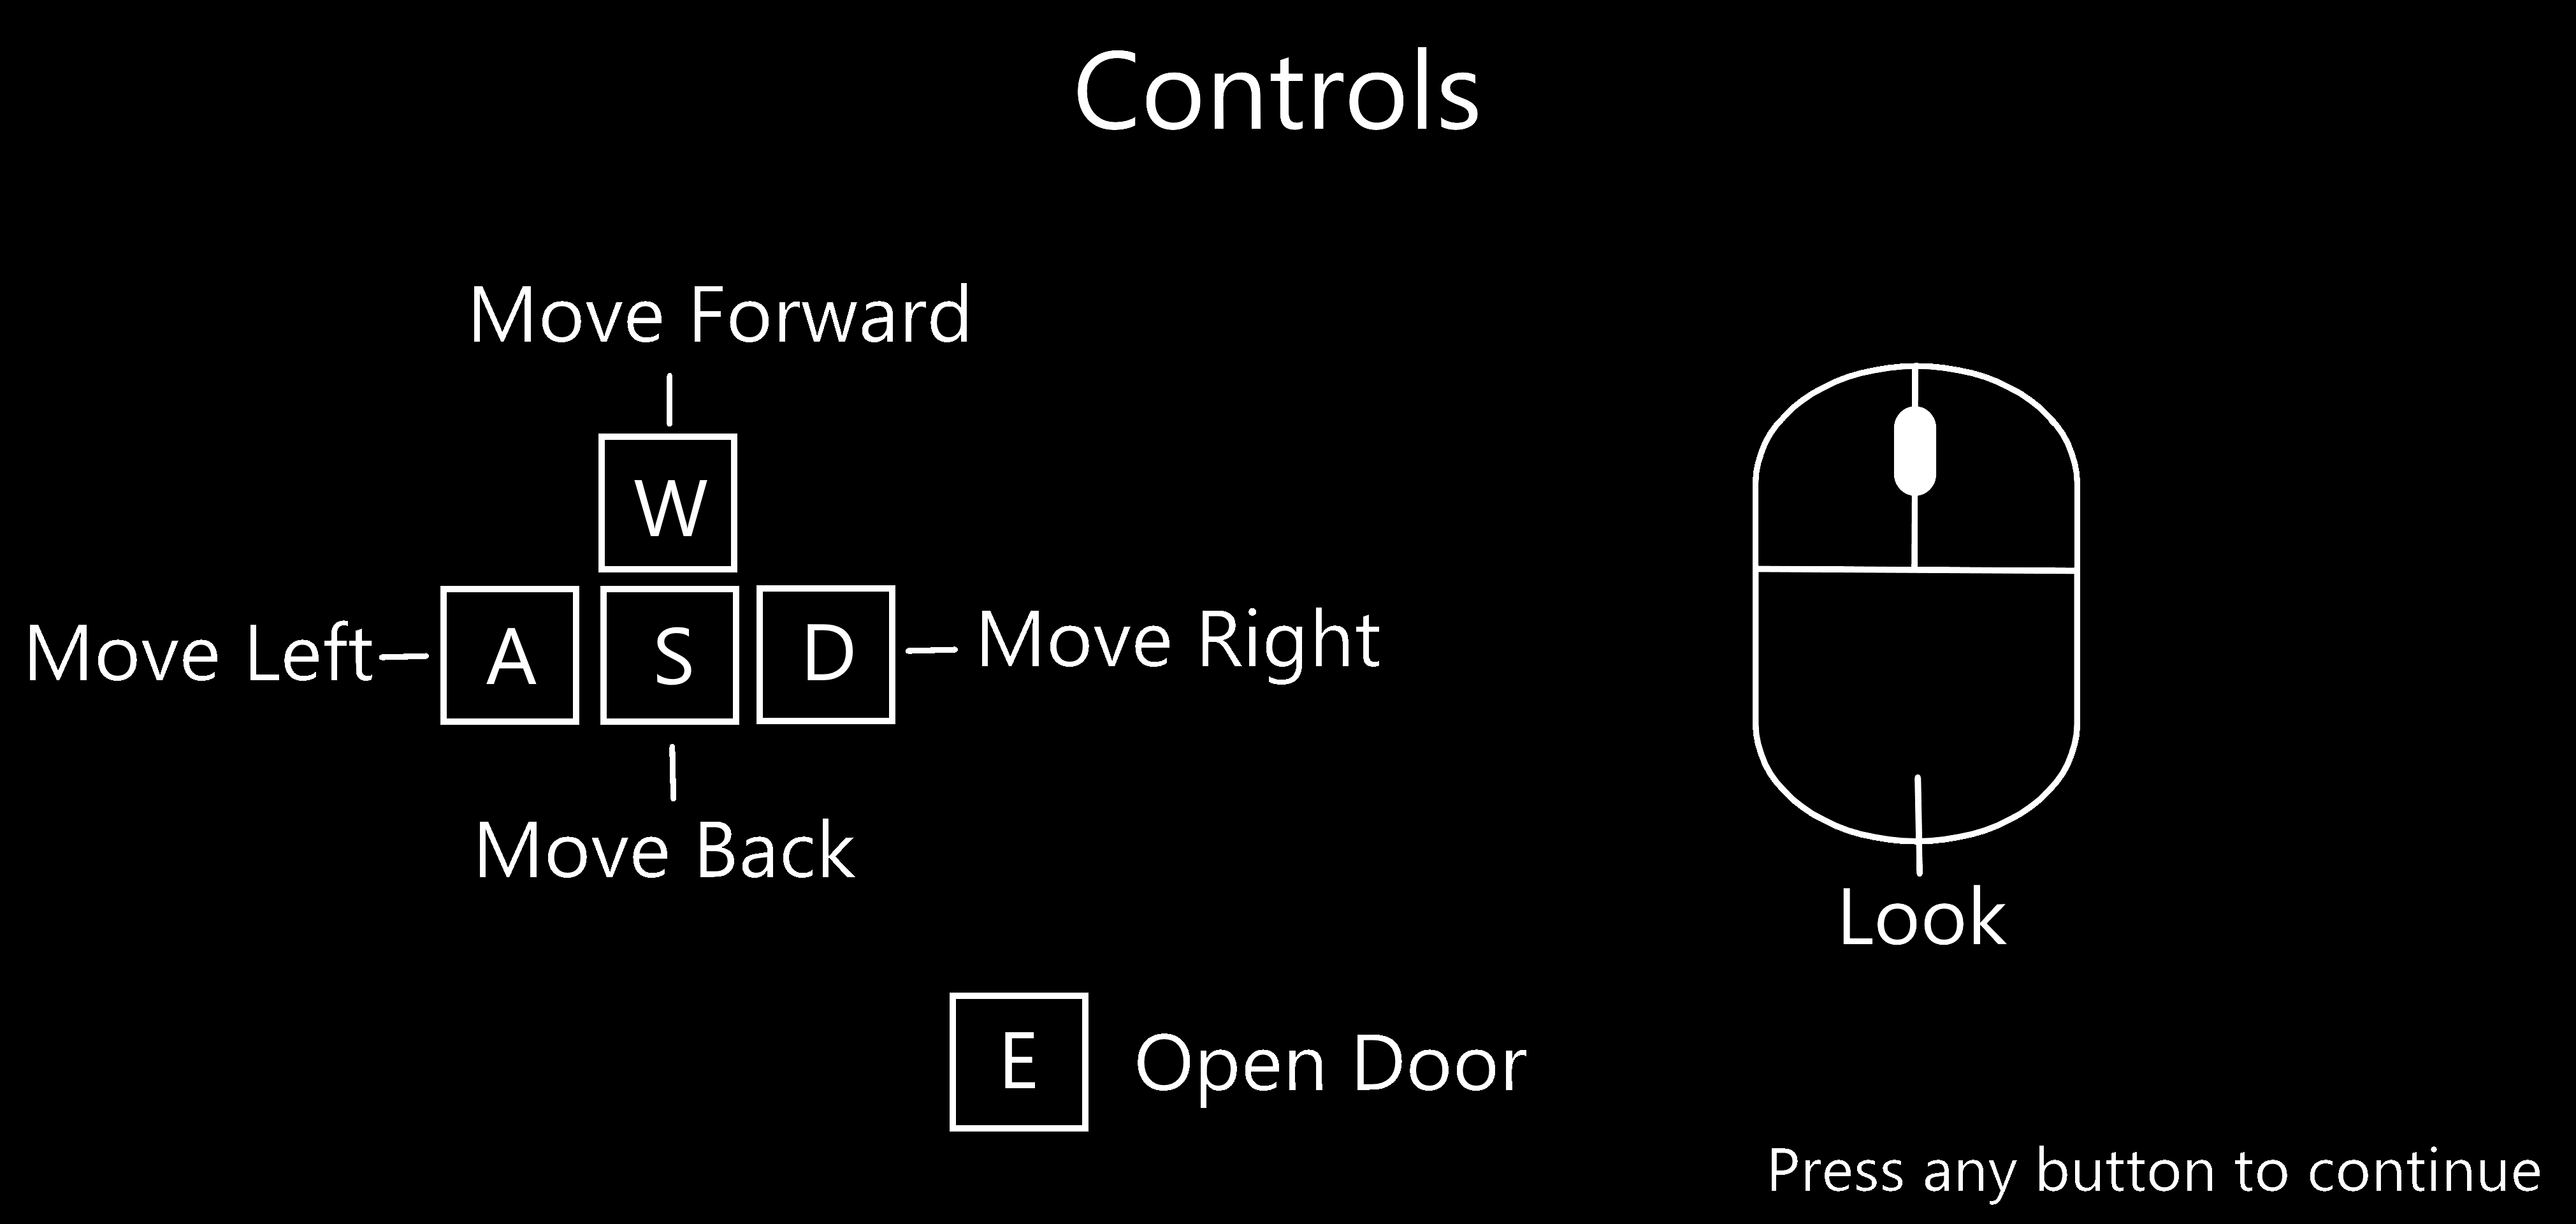 Controls
Move Forward
W
Move Left
A
S
D
Move Right
Move Back
Look
E
Open Door
Press any button to continue